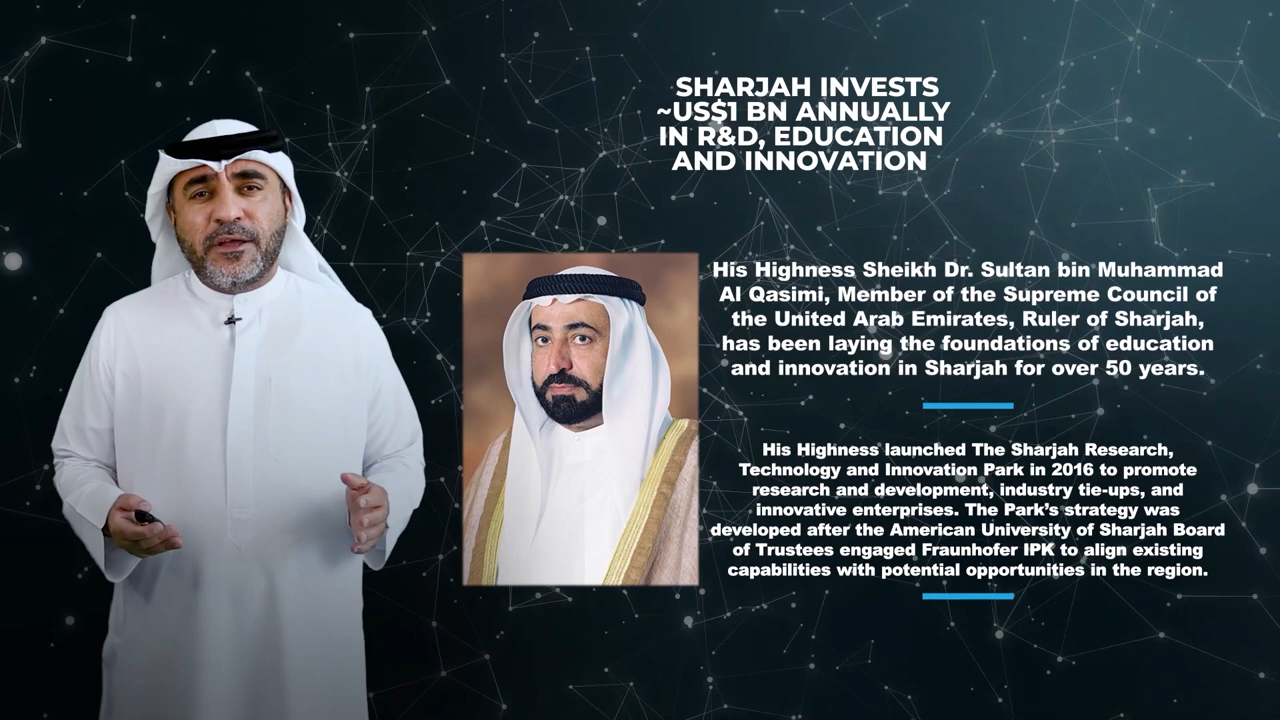 SHARJAH INVESTS
~US$1 BN ANNUALLY
IN R&D, EDUCATION
AND INNOVATION
His Highness Sheikh Dr. Sultan bin Muhammad
Al Qasimi, Member of the Supreme Council of
the United Arab Emirates, Ruler of Sharjah,
has been laying the foundations of education
and innovation in Sharjah for over 50 years.
His Highness launched The Sharjah Research,
Technology and Innovation Park in 2016 to promote
research and development, industry tie-ups, and
innovative enterprises. The Park’s strategy was
developed after the American University of Sharjah Board
of Trustees engaged Fraunhofer IPK to align existing
capabilities with potential opportunities in the region.